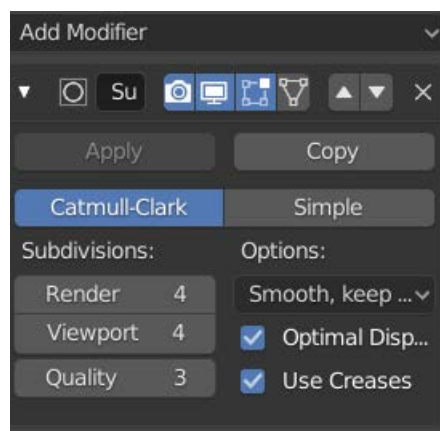 Add Modifier
Su
Apply Copy
Catmull-Clark Simple
Subdivisions: Options:
Render 4 Smooth, keep ...
Viewport 4 Optimal Disp...
Quality 3 Use Creases